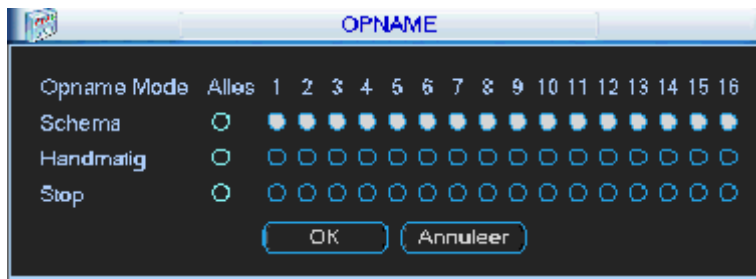 OPNAME
Opname Mode Alles 1 2 3 4 5 6 7 8 9 10 11 12 13 14 15 16
Schema
Handmatig
Stop
OK Annuleer